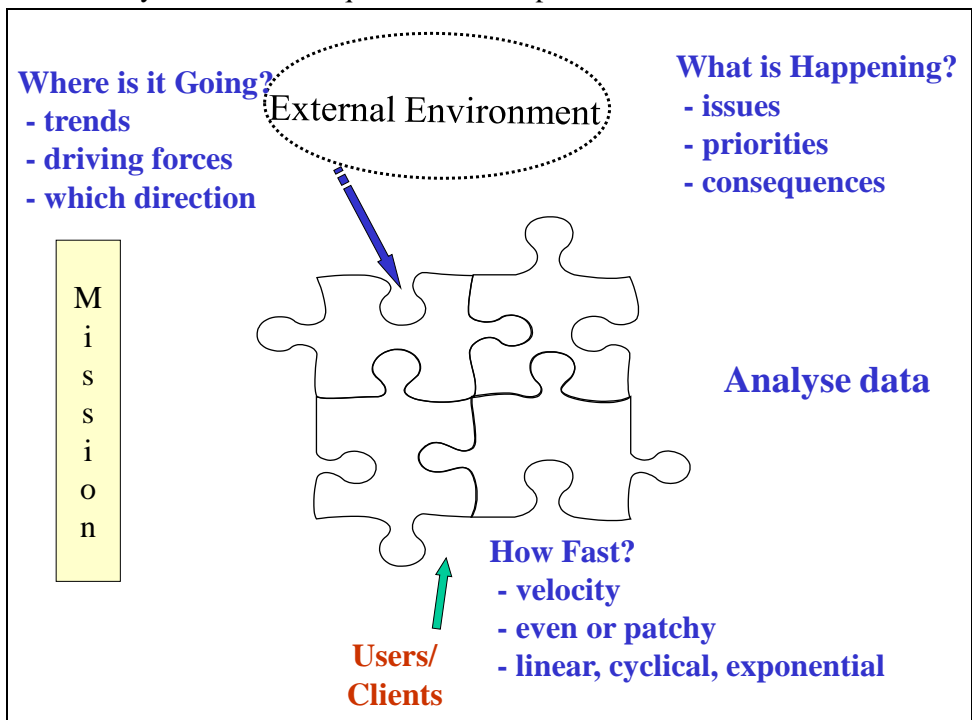 Where is it Going?
- trends
- driving forces
- which direction
External Environment
What is Happening?
- issues
- priorities
- consequences
Mission
Analyse data
How Fast?
- velocity
- even or patchy
- linear, cyclical, exponential
Users/
Clients